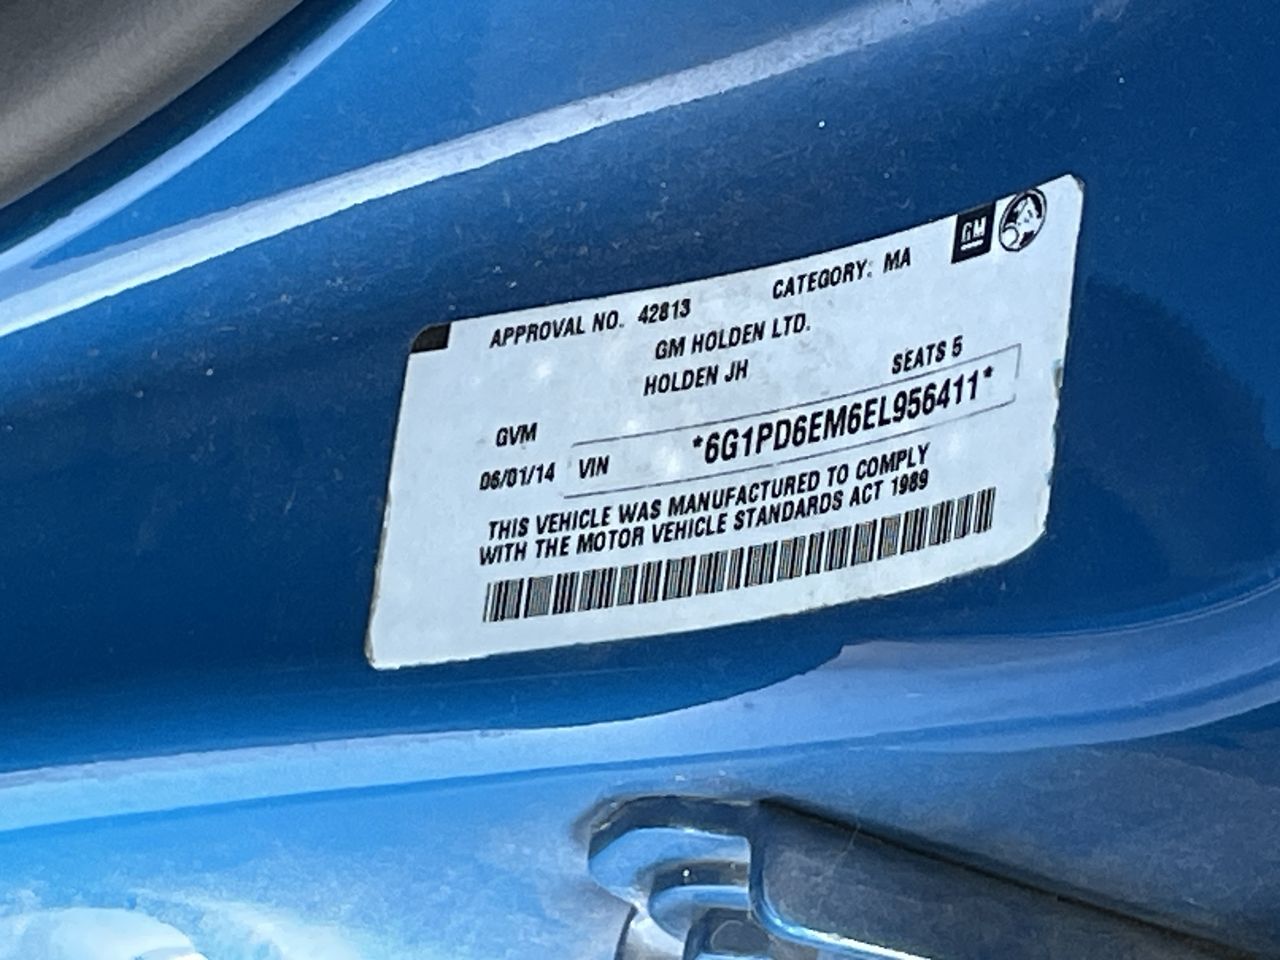 GM
APPROVAL NO. 42813 CATEGORY: MA
GM HOLDEN LTD.
HOLDEN JH SEATS 5
GVM
06/01/14 VIN *6G1PD6EM6EL956411*
THIS VEHICLE WAS MANUFACTURED TO COMPLY
WITH THE MOTOR VEHICLE STANDARDS ACT 1989